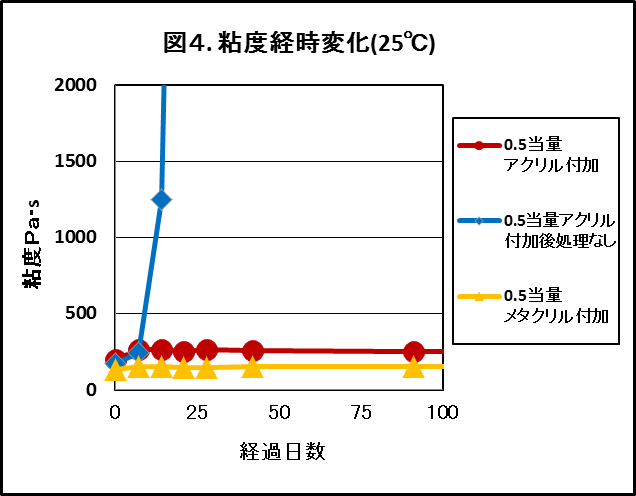 図４. 粘度経時変化(25℃)
2000
1500
1000
500
0
粘度Pa・s
0
25
50
75
100
経過日数
0.5当量
アクリル付加
0.5当量アクリル
付加後処理なし
0.5当量
メタクリル付加